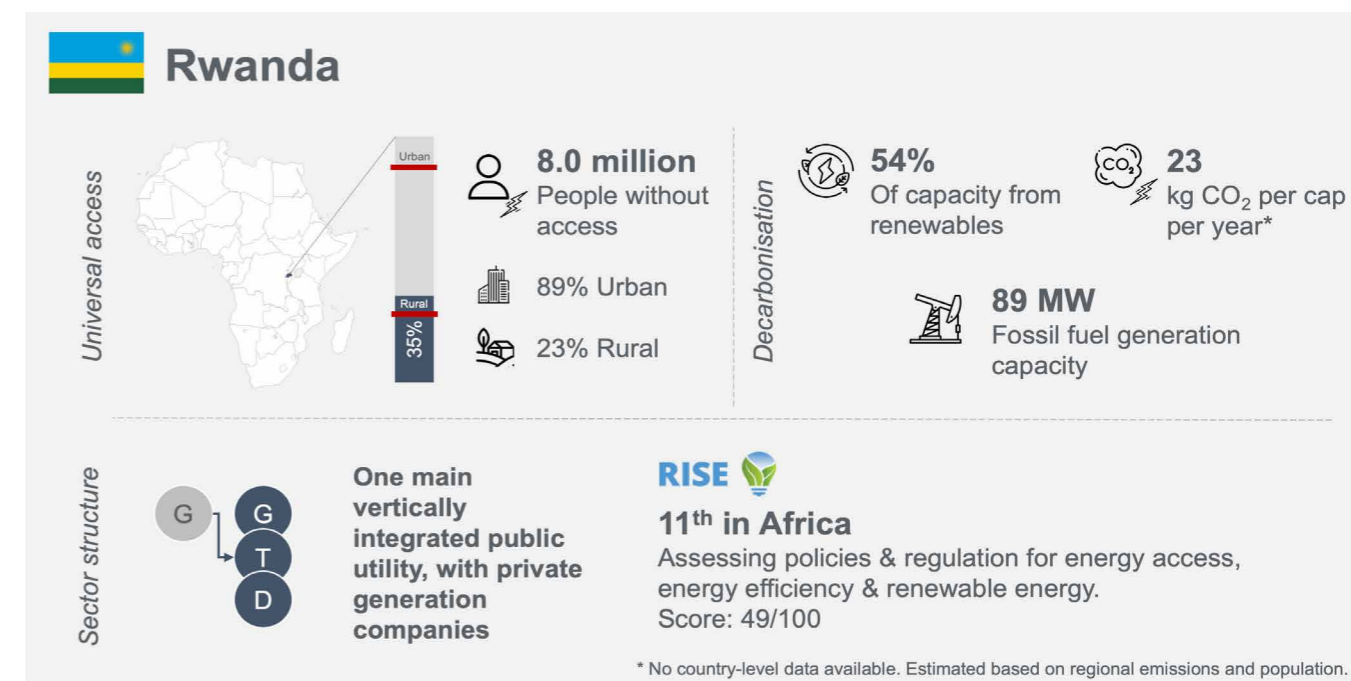 Rwanda
Universal access
Urban
Rural
35%
8.0 million
People without
access
89% Urban
23% Rural
Decarbonisation
54%
Of capacity from
renewables
CO2
23
kg CO2 per cap
per year*
89 MW
Fossil fuel generation
capacity
Sector structure
G
G
T
D
One main
vertically
integrated public
utility, with private
generation
companies
RISE
11th in Africa
Assessing policies & regulation for energy access,
energy efficiency & renewable energy.
Score: 49/100
* No country-level data available. Estimated based on regional emissions and population.